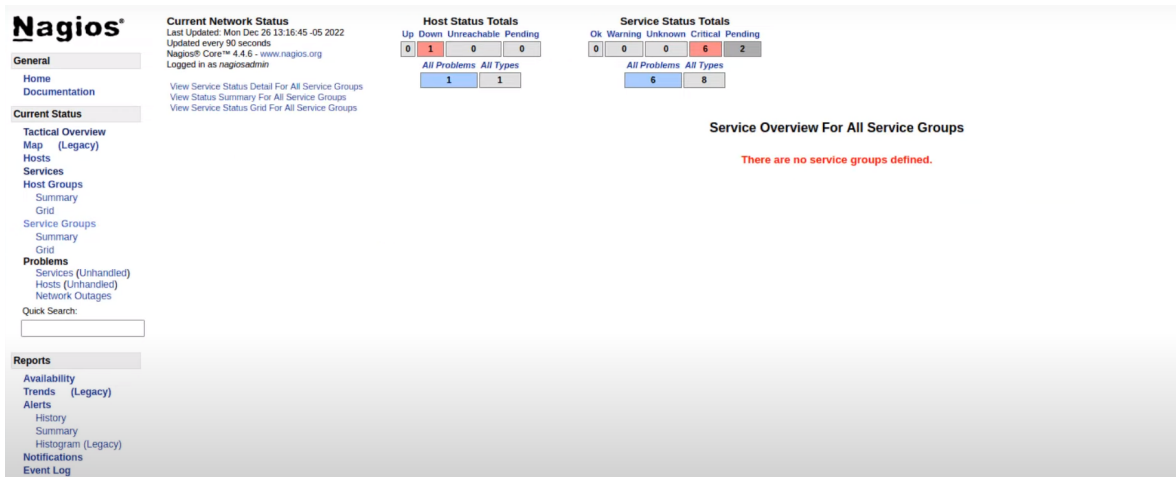 Nagios®
General
Home
Documentation
Current Status
Tactical Overview
Map (Legacy)
Hosts
Services
Host Groups
Summary
Grid
Service Groups
Summary
Grid
Problems
Services (Unhandled)
Hosts (Unhandled)
Network Outages
Quick Search:
Reports
Availability
Trends (Legacy)
Alerts
History
Summary
Histogram (Legacy)
Notifications
Event Log
Current Network Status
Last Updated: Mon Dec 26 13:16:45 -05 2022
Updated every 90 seconds
Nagios® Core™ 4.4.6 - www.nagios.org
Logged in as nagiosadmin
View Service Status Detail For All Service Groups
View Status Summary For All Service Groups
View Service Status Grid For All Service Groups
Host Status Totals
Up Down Unreachable Pending
0 1 0 0
All Problems All Types
1 1
Service Status Totals
Ok Warning Unknown Critical Pending
0 0 0 6 2
All Problems All Types
6 8
Service Overview For All Service Groups
There are no service groups defined.